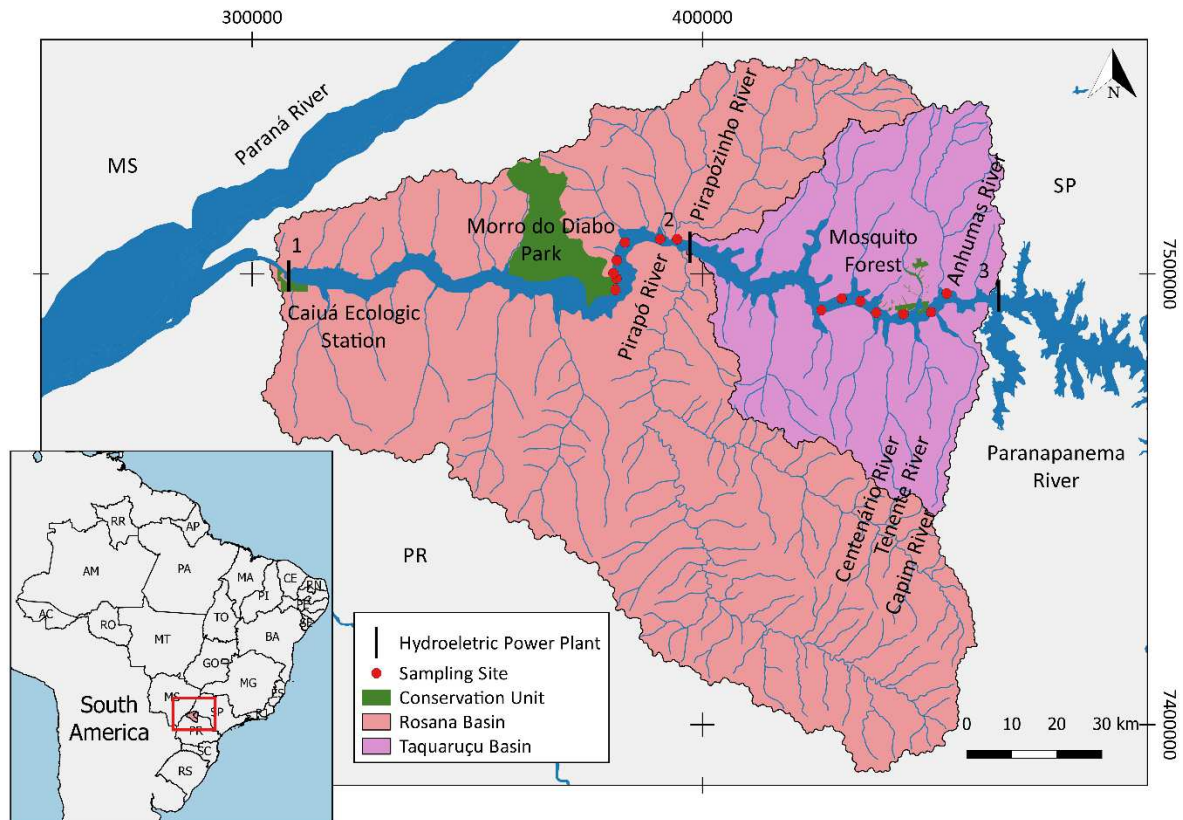 300000
400000
Paraná River
MS
Pirapózinho River
N
SP
Anhumas River
1
Morro do Diabo
Park
2
Mosquito
Forest
3
7500000
Caiuá Ecologic
Station
Pirapó River
Paranapanema
River
Centenário River
Tenente River
Capim River
PR
7400000
RR
AP
AM
PA
MA
CE
RN
PI
AC
TO
RO
BA
MT
GO
MG
MS
SP
PR
SC
RS
South
America
Hydroeletric Power Plant
Sampling Site
Conservation Unit
Rosana Basin
Taquaruçu Basin
0 10 20 30 km